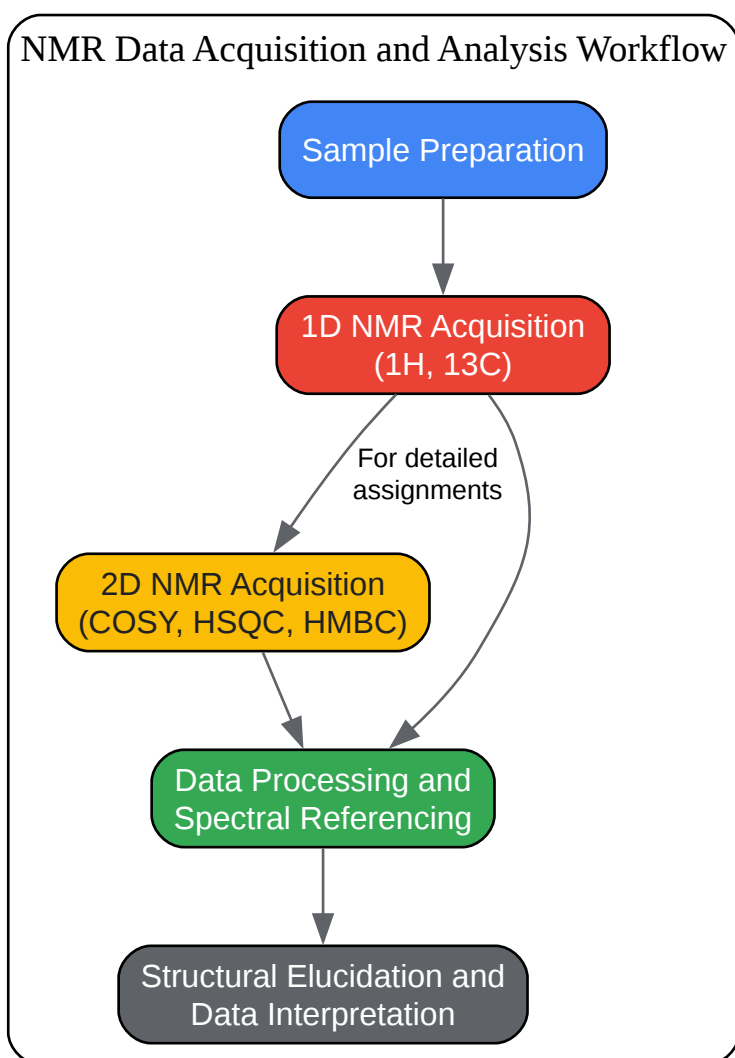 NMR Data Acquisition and Analysis Workflow
Sample Preparation
1D NMR Acquisition
(1H, 13C)
For detailed
assignments
2D NMR Acquisition
(COSY, HSQC, HMBC)
Data Processing and
Spectral Referencing
Structural Elucidation and
Data Interpretation